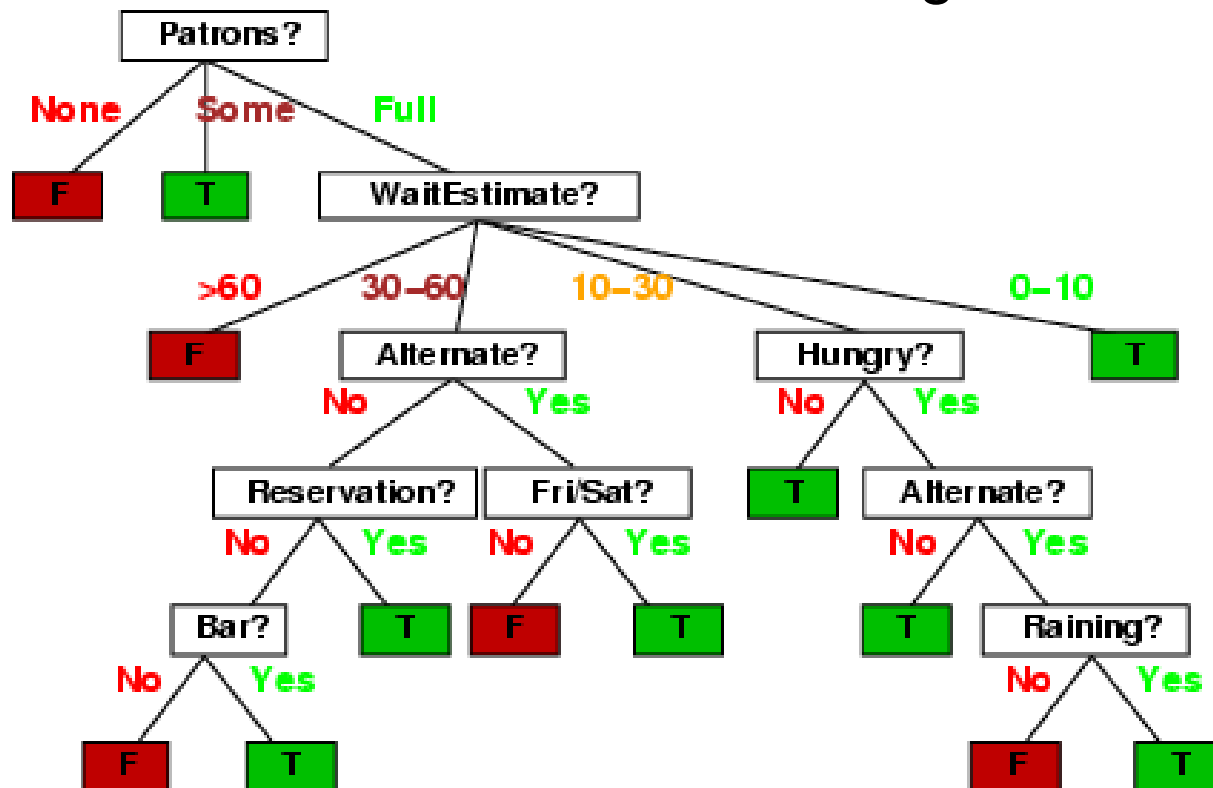 Patrons?
None Some Full
F T WaitEstimate?
>60 30–60 10–30 0–10
F Alternate? Hungry? T
No Yes No Yes
Reservation? Fri/Sat? T Alternate?
No Yes No Yes No Yes
Bar? T F T T Raining?
No Yes No Yes
F T F T